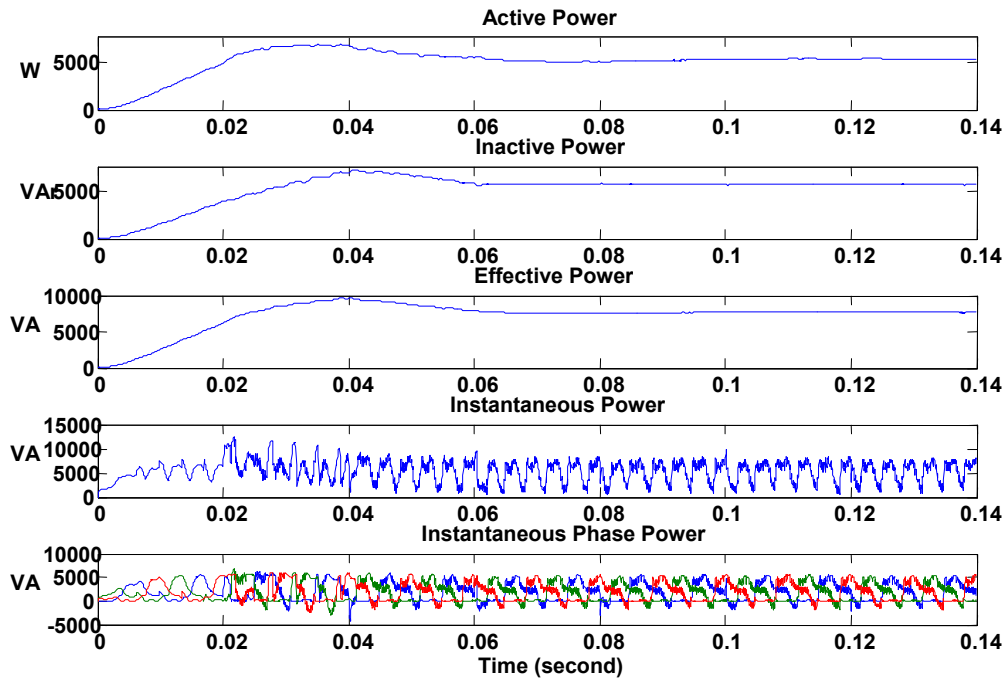 Active Power
5000
W
0
0 0.02 0.04 0.06 0.08 0.1 0.12 0.14
Inactive Power
VAr 5000
0
0 0.02 0.04 0.06 0.08 0.1 0.12 0.14
Effective Power
10000
VA 5000
0
0 0.02 0.04 0.06 0.08 0.1 0.12 0.14
Instantaneous Power
15000
VA 10000
5000
0
0 0.02 0.04 0.06 0.08 0.1 0.12 0.14
Instantaneous Phase Power
10000
VA 5000
0
-5000
0 0.02 0.04 0.06 0.08 0.1 0.12 0.14
Time (second)